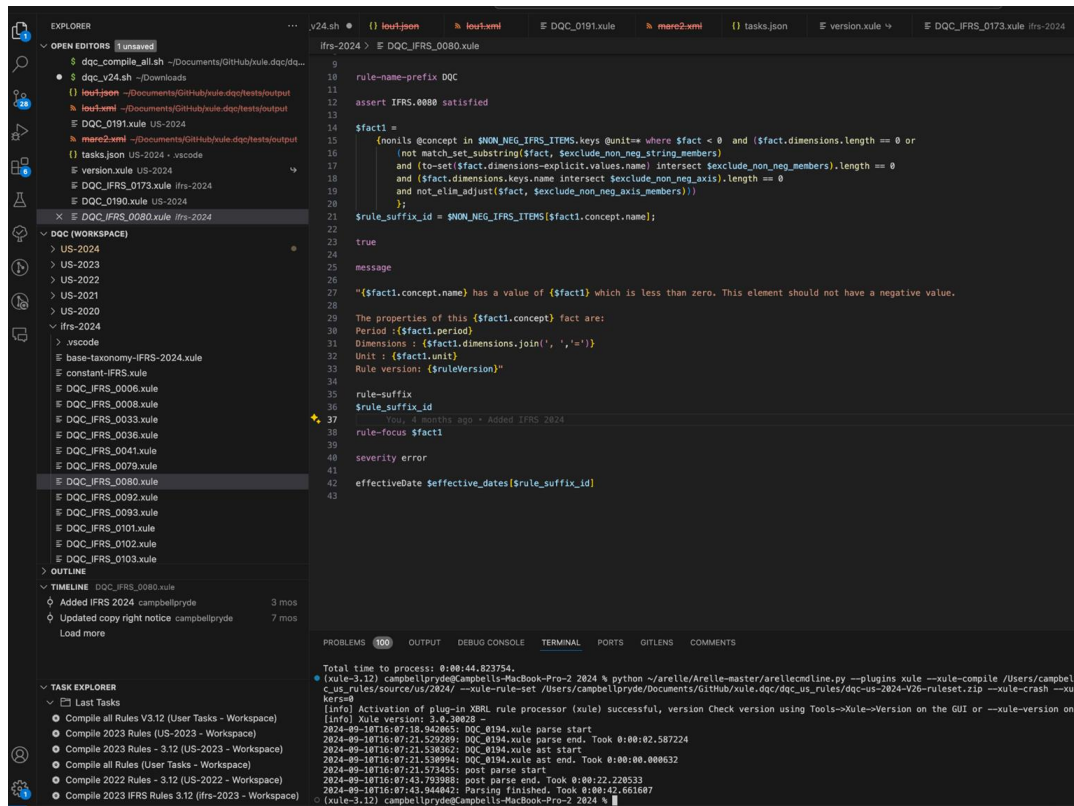 EXPLORER
OPEN EDITORS 1 unsaved
$ dqc_compile_all.sh ~/Documents/GitHub/xule.dqc/dq...
$ dqc_v24.sh ~/Downloads
{} lou1.json ~/Documents/GitHub/xule.dqc/tests/output
lou1.xml ~/Documents/GitHub/xule.dqc/tests/output
DQC_0191.xule US-2024
marc2.xml ~/Documents/GitHub/xule.dqc/tests/output
{} tasks.json US-2024 • .vscode
version.xule US-2024
DQC_IFRS_0173.xule ifrs-2024
DQC_0190.xule US-2024
DQC_IFRS_0080.xule ifrs-2024
DQC (WORKSPACE)
US-2024
US-2023
US-2022
US-2021
US-2020
ifrs-2024
.vscode
base-taxonomy-IFRS-2024.xule
constant-IFRS.xule
DQC_IFRS_0006.xule
DQC_IFRS_0008.xule
DQC_IFRS_0033.xule
DQC_IFRS_0036.xule
DQC_IFRS_0041.xule
DQC_IFRS_0079.xule
DQC_IFRS_0080.xule
DQC_IFRS_0092.xule
DQC_IFRS_0093.xule
DQC_IFRS_0101.xule
DQC_IFRS_0102.xule
DQC_IFRS_0103.xule
OUTLINE
TIMELINE DQC_IFRS_0080.xule
Added IFRS 2024 campbellpryde 3 mos
Updated copy right notice campbellpryde 7 mos
Load more
TASK EXPLORER
Last Tasks
Compile all Rules V3.12 (User Tasks - Workspace)
Compile 2023 Rules (US-2023 - Workspace)
Compile 2023 Rules - 3.12 (US-2023 - Workspace)
Compile all Rules (User Tasks - Workspace)
Compile 2022 Rules - 3.12 (US-2022 - Workspace)
Compile 2023 IFRS Rules 3.12 (ifrs-2023 - Workspace)
1
28
6
1
_v24.sh {} lou1.json lou1.xml DQC_0191.xule marc2.xml {} tasks.json version.xule DQC_IFRS_0173.xule ifrs-2024
ifrs-2024 > DQC_IFRS_0080.xule
9
10 rule-name-prefix DQC
11
12 assert IFRS.0080 satisfied
13
14 $fact1 =
15 {nonils @concept in $NON_NEG_IFRS_ITEMS.keys @unit=* where $fact < 0 and ($fact.dimensions.length == 0 or
16 (not match_set_substring($fact, $exclude_non_neg_string_members)
17 and (to-set($fact.dimensions-explicit.values.name) intersect $exclude_non_neg_members).length == 0
18 and ($fact.dimensions.keys.name intersect $exclude_non_neg_axis).length == 0
19 and not_elim_adjust($fact, $exclude_non_neg_axis_members)))
20 };
21 $rule_suffix_id = $NON_NEG_IFRS_ITEMS[$fact1.concept.name];
22
23 true
24
25 message
26
27 "{$fact1.concept.name} has a value of {$fact1} which is less than zero. This element should not have a negative value.
28
29 The properties of this {$fact1.concept} fact are:
30 Period :{$fact1.period}
31 Dimensions : {$fact1.dimensions.join(', ','=')}
32 Unit : {$fact1.unit}
33 Rule version: {$ruleVersion}"
34
35 rule-suffix
36 $rule_suffix_id
37 You, 4 months ago • Added IFRS 2024
38 rule-focus $fact1
39
40 severity error
41
42 effectiveDate $effective_dates[$rule_suffix_id]
43
PROBLEMS 100 OUTPUT DEBUG CONSOLE TERMINAL PORTS GITLENS COMMENTS
Total time to process: 0:00:44.823754.
(xule-3.12) campbellpryde@Campbells-MacBook-Pro-2 2024 % python ~/arelle/Arelle-master/arellecmdline.py --plugins xule --xule-compile /Users/campbel
c_us_rules/source/us/2024/ --xule-rule-set /Users/campbellpryde/Documents/GitHub/xule.dqc/dqc_us_rules/dqc-us-2024-V26-ruleset.zip --xule-crash --xu
kers=0
[info] Activation of plug-in XBRL rule processor (xule) successful, version Check version using Tools->Xule->Version on the GUI or --xule-version on
[info] Xule version: 3.0.30028 -
2024-09-10T16:07:18.942065: DQC_0194.xule parse start
2024-09-10T16:07:21.529289: DQC_0194.xule parse end. Took 0:00:02.587224
2024-09-10T16:07:21.530362: DQC_0194.xule ast start
2024-09-10T16:07:21.530994: DQC_0194.xule ast end. Took 0:00:00.000632
2024-09-10T16:07:21.573455: post parse start
2024-09-10T16:07:43.793988: post parse end. Took 0:00:22.220533
2024-09-10T16:07:43.944042: Parsing finished. Took 0:00:42.661607
(xule-3.12) campbellpryde@Campbells-MacBook-Pro-2 2024 %